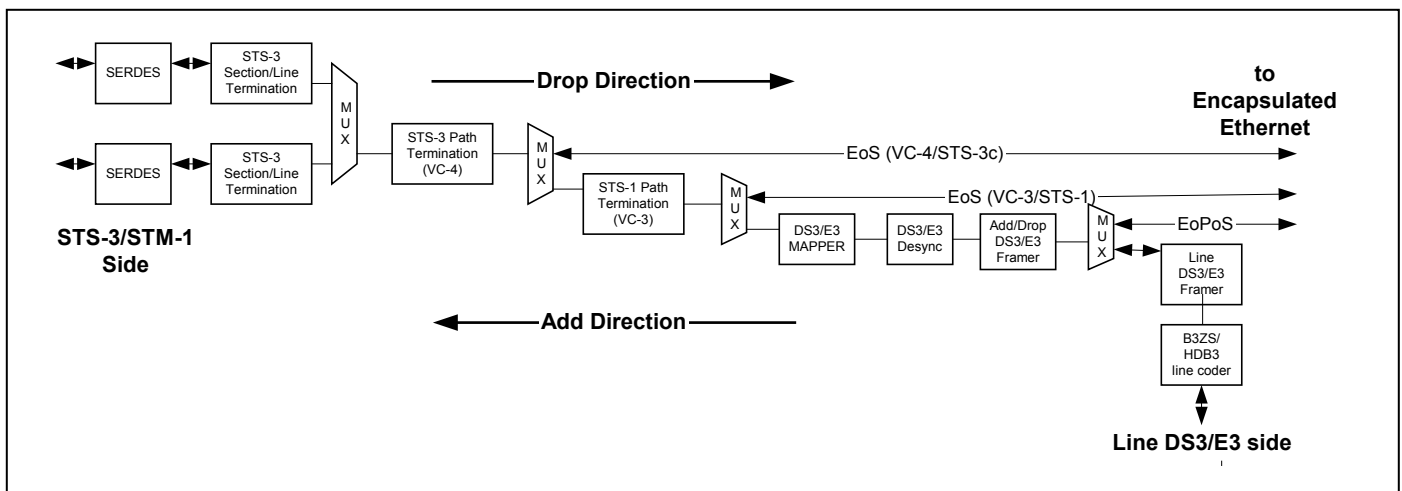 SERDES
STS-3
Section/Line
Termination
M
U
X
Drop Direction
to
Encapsulated
Ethernet
SERDES
STS-3
Section/Line
Termination
STS-3 Path
Termination
(VC-4)
M
U
X
EoS (VC-4/STS-3c)
STS-1 Path
Termination
(VC-3)
M
U
X
EoS (VC-3/STS-1)
DS3/E3
MAPPER
DS3/E3
Desync
Add/Drop
DS3/E3
Framer
M
U
X
EoPoS
STS-3/STM-1
Side
Line
DS3/E3
Framer
Add Direction
B3ZS/
HDB3
line coder
Line DS3/E3 side